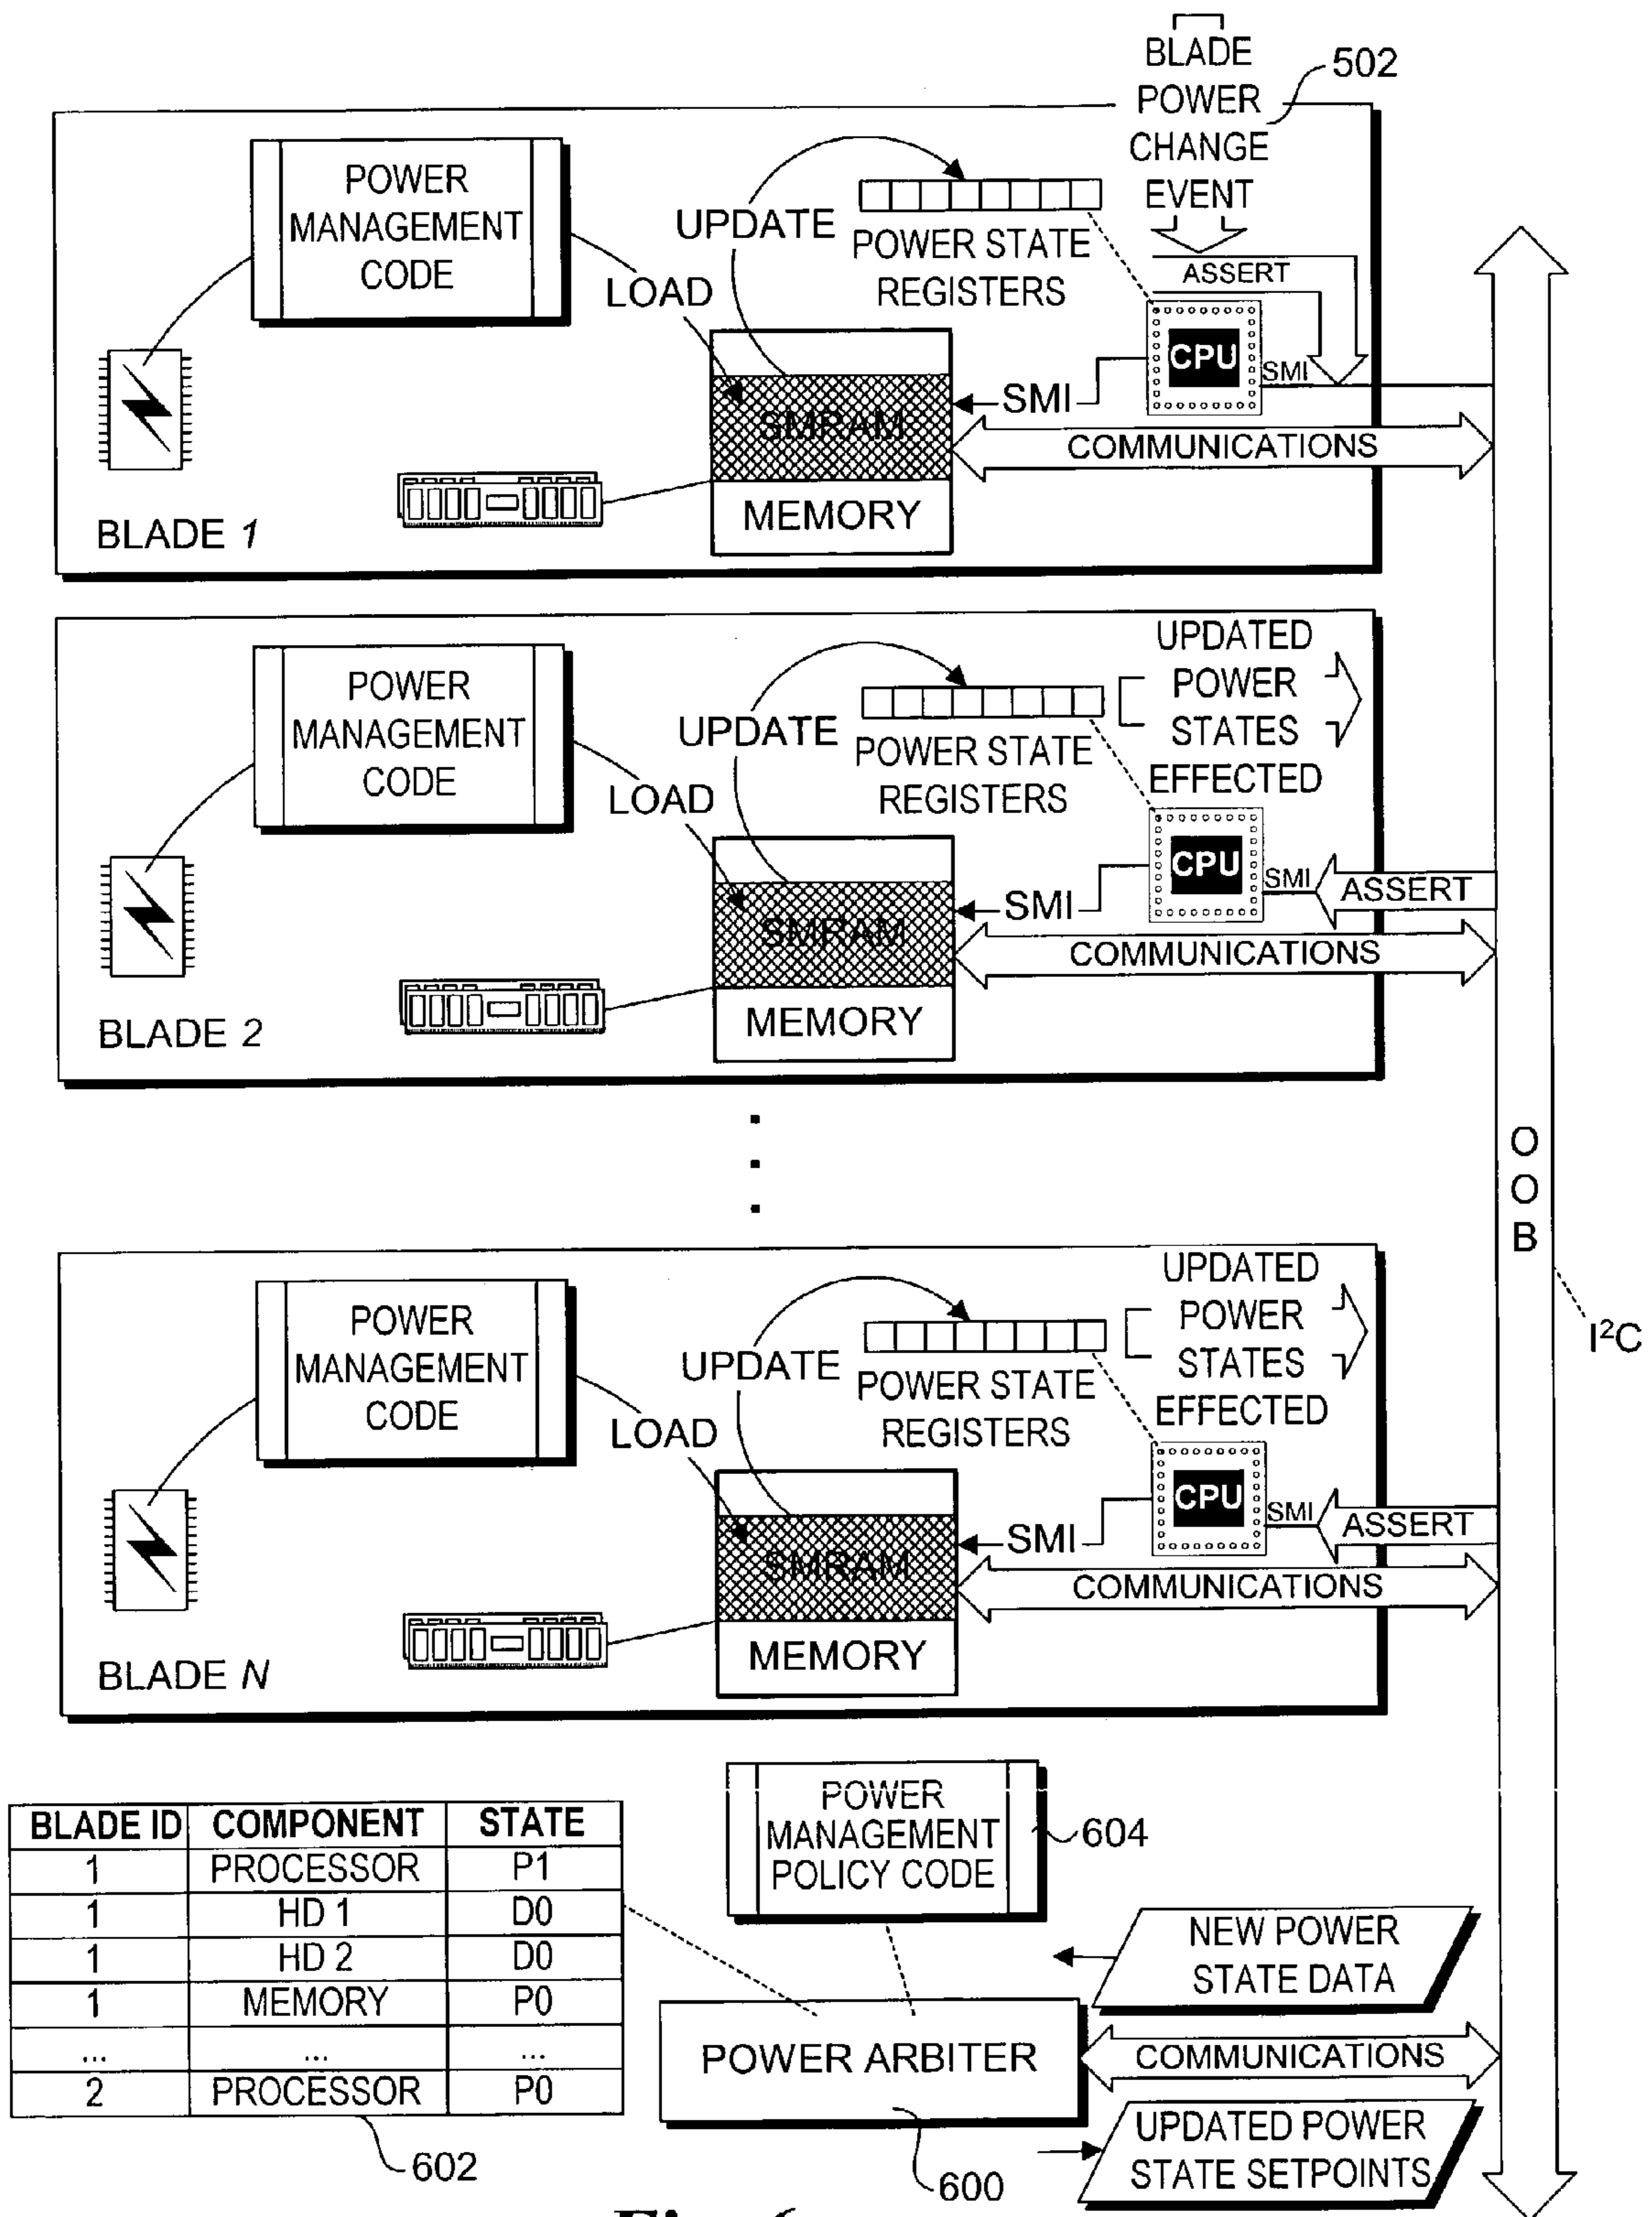 BLADE
POWER
CHANGE
EVENT
502
POWER
MANAGEMENT
CODE
UPDATE
POWER STATE
REGISTERS
ASSERT
LOAD
CPU
SMI
SMI
SMRAM
COMMUNICATIONS
MEMORY
BLADE 1
UPDATED
POWER
STATES
EFFECTED
POWER
MANAGEMENT
CODE
UPDATE
POWER STATE
REGISTERS
LOAD
CPU
SMI
ASSERT
SMI
SMRAM
COMMUNICATIONS
MEMORY
BLADE 2
O
O
B
I²C
UPDATED
POWER
STATES
EFFECTED
POWER
MANAGEMENT
CODE
UPDATE
POWER STATE
REGISTERS
LOAD
CPU
SMI
ASSERT
SMI
SMRAM
COMMUNICATIONS
MEMORY
BLADE N
BLADE ID COMPONENT STATE
1 PROCESSOR P1
1 HD 1 D0
1 HD 2 D0
1 MEMORY P0
... ... ...
2 PROCESSOR P0
602
POWER
MANAGEMENT
POLICY CODE
604
NEW POWER
STATE DATA
POWER ARBITER
600
COMMUNICATIONS
UPDATED POWER
STATE SETPOINTS